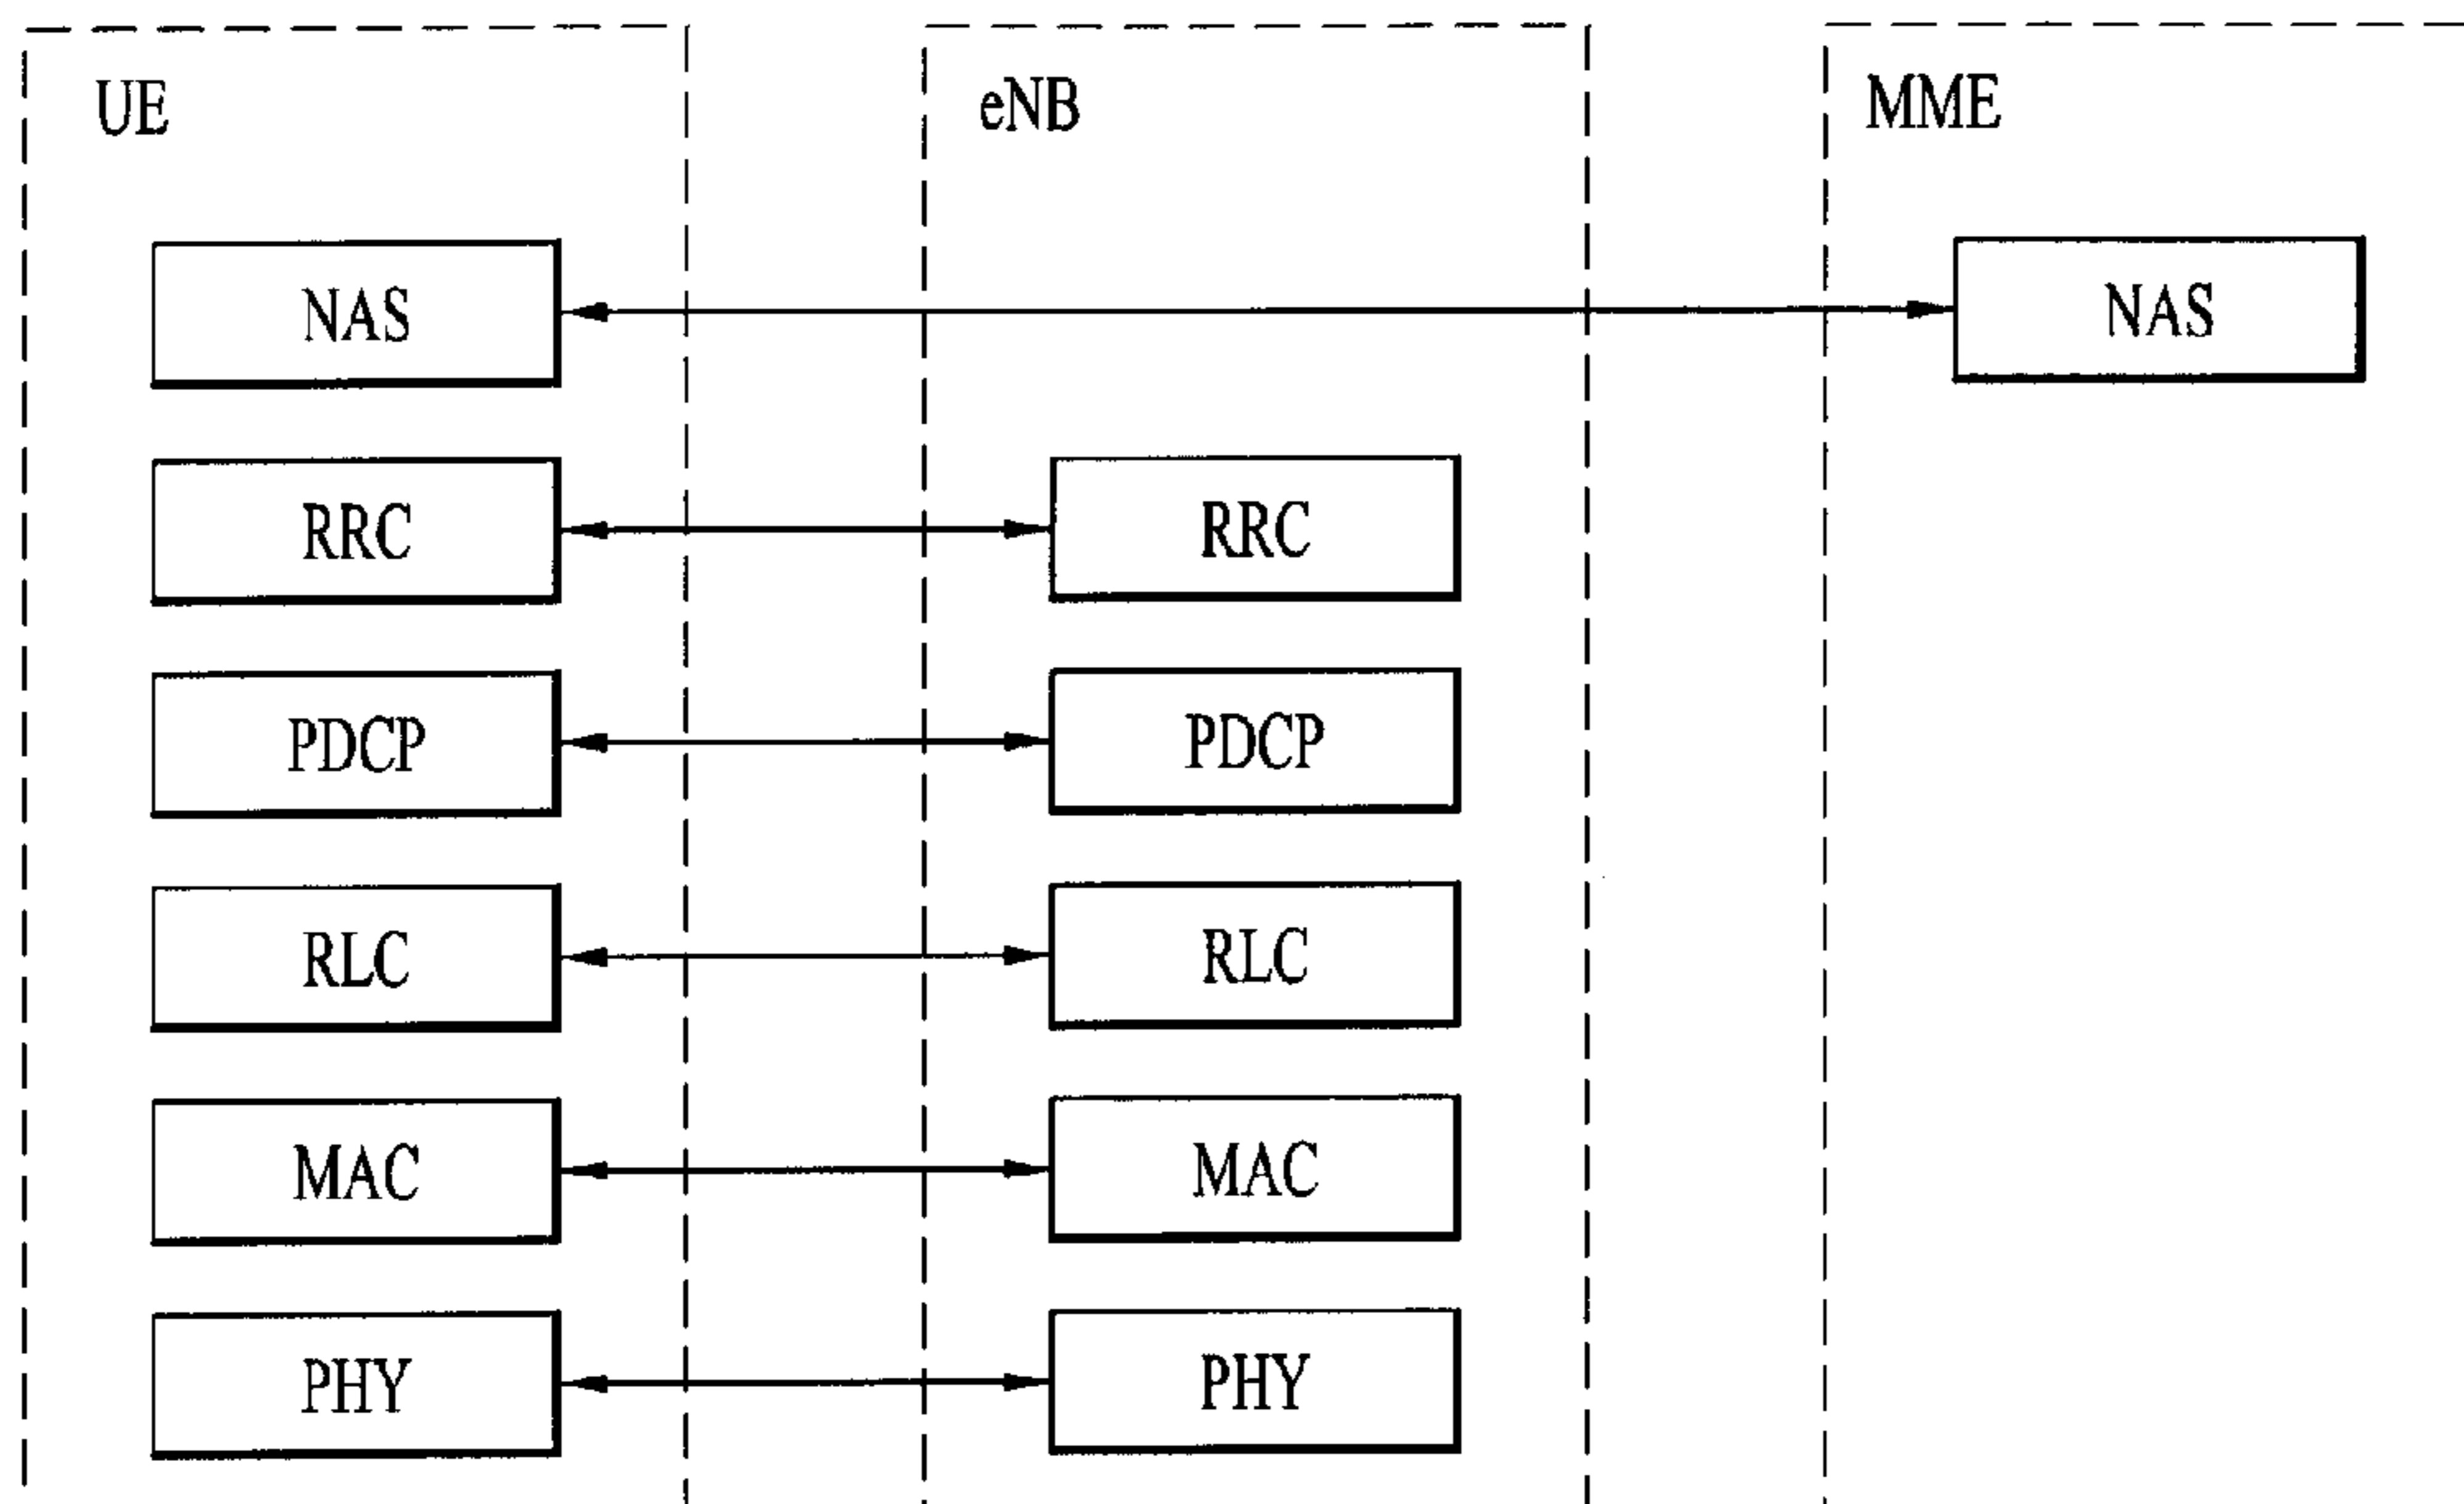 UE
eNB
MME
NAS
NAS
RRC
RRC
PDCP
PDCP
RLC
RLC
MAC
MAC
PHY
PHY